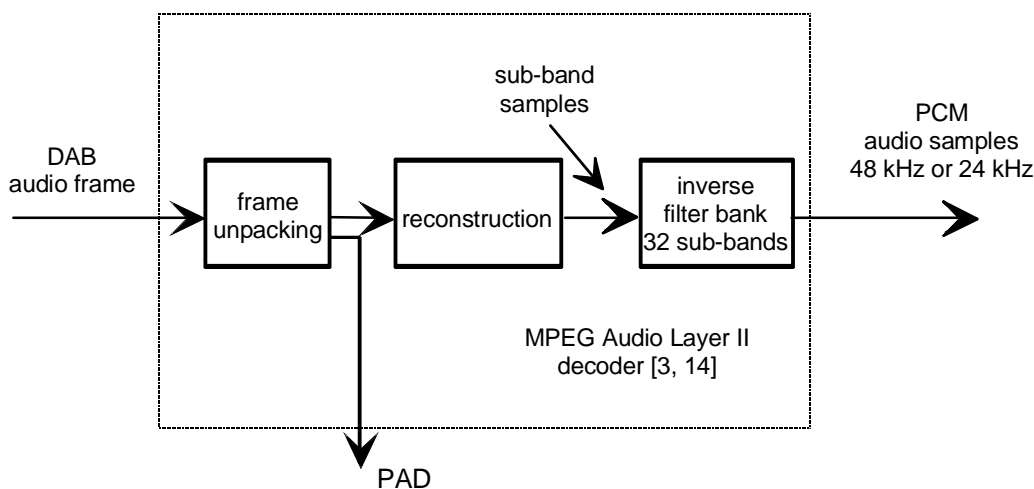 DAB
audio frame
frame
unpacking
reconstruction
sub-band
samples
inverse
filter bank
32 sub-bands
PCM
audio samples
48 kHz or 24 kHz
MPEG Audio Layer II
decoder [3, 14]
PAD